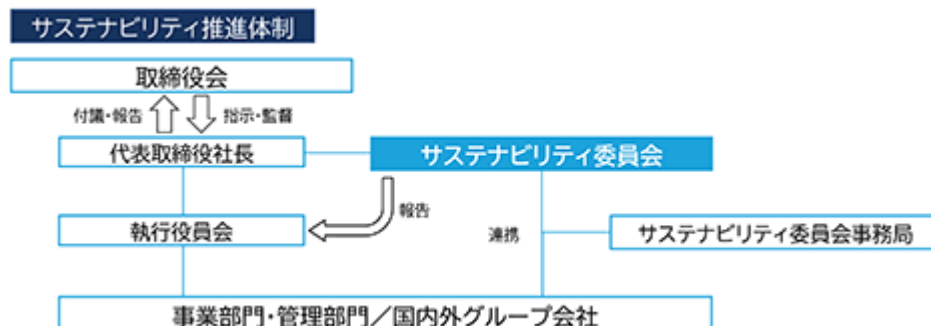 サステナビリティ推進体制
取締役会
付議・報告
指示・監督
代表取締役社長
サステナビリティ委員会
報告
執行役員会
連携
サステナビリティ委員会事務局
事業部門・管理部門／国内外グループ会社